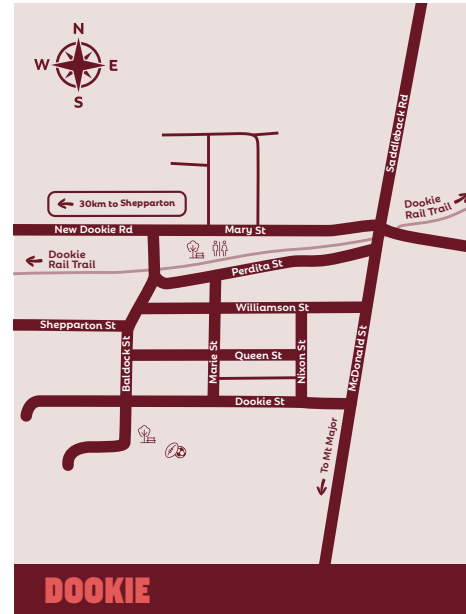 N
W
E
S
Saddleback Rd
30km to Shepparton
Dookie
Rail Trail
New Dookie Rd
Mary St
Dookie
Rail Trail
Perdita St
Williamson St
Shepparton St
Baldock St
Marie St
Queen St
Nixon St
McDonald St
Dookie St
To Mt Major
DOOKIE